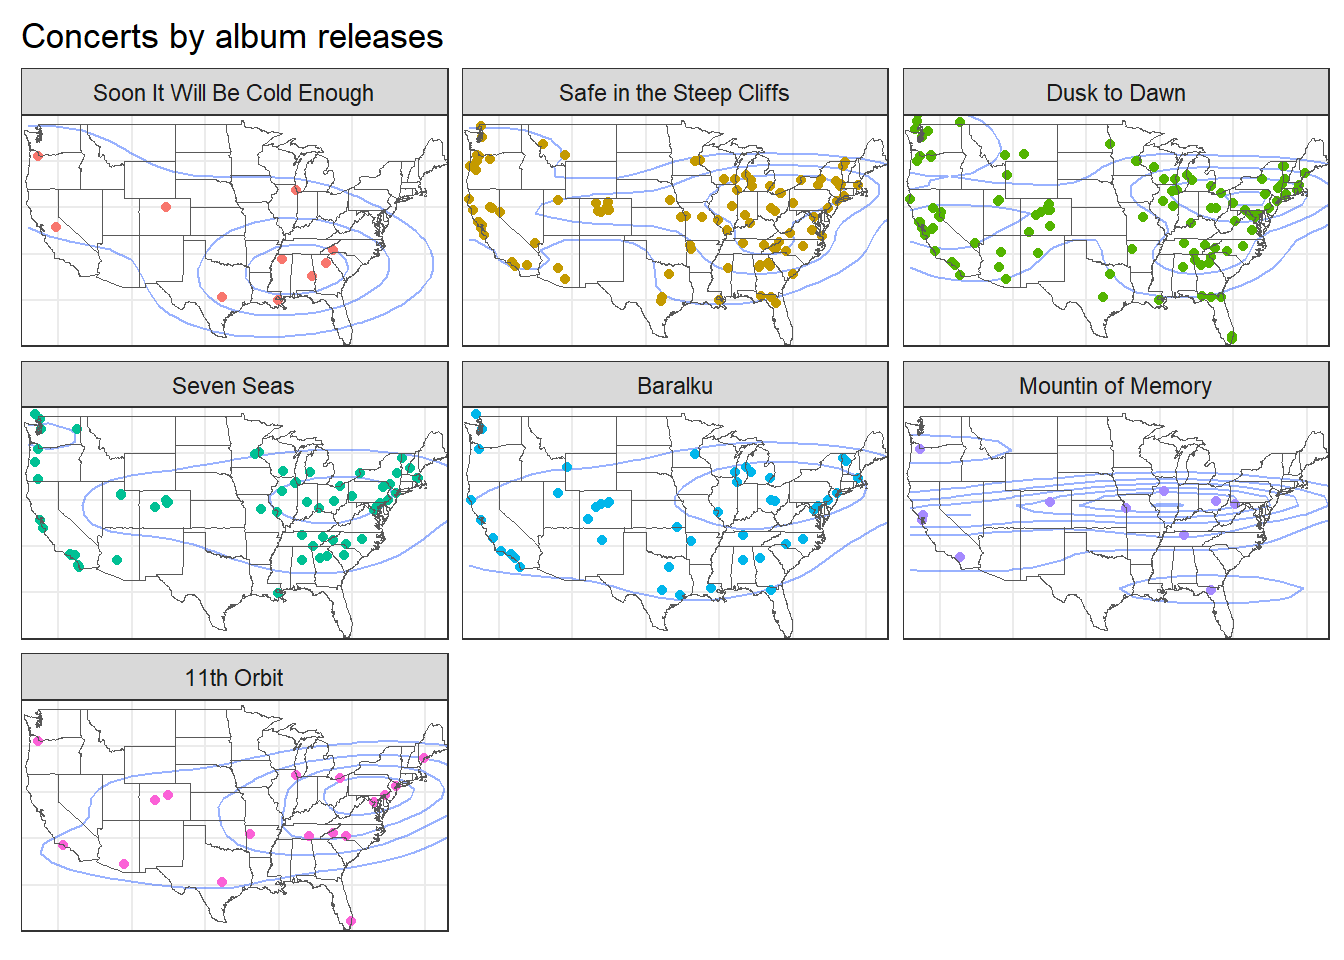 Concerts by album releases
Soon It Will Be Cold Enough
Safe in the Steep Cliffs
Dusk to Dawn
Seven Seas
Baralku
Mountin of Memory
11th Orbit